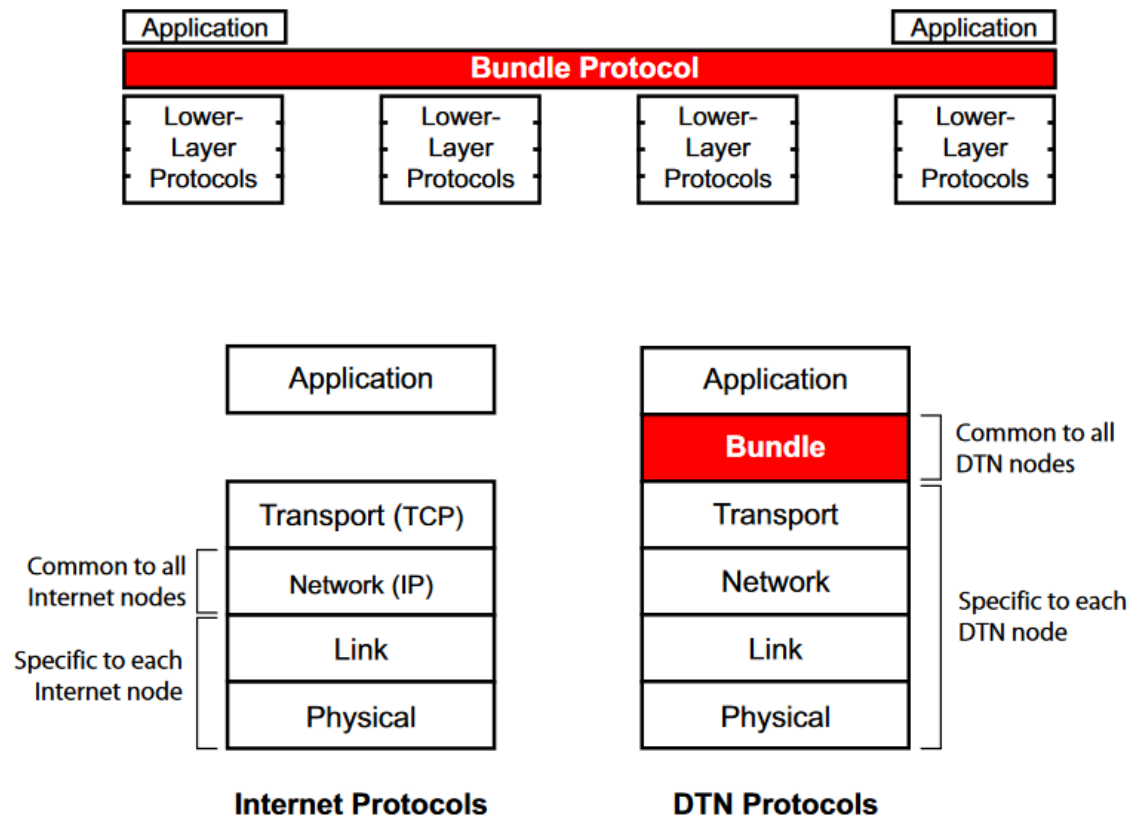 Application
Application
Bundle Protocol
Lower-
Layer
Protocols
Lower-
Layer
Protocols
Lower-
Layer
Protocols
Lower-
Layer
Protocols
Application
Transport (TCP)
Common to all
Internet nodes
Network (IP)
Specific to each
Internet node
Link
Physical
Internet Protocols
Application
Bundle
Common to all
DTN nodes
Transport
Network
Specific to each
DTN node
Link
Physical
DTN Protocols